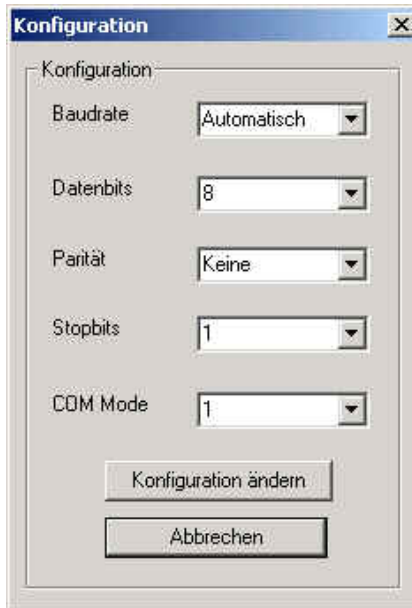 Konfiguration
Konfiguration
Baudrate Automatisch
Datenbits 8
Parität Keine
Stopbits 1
COM Mode 1
Konfiguration ändern
Abbrechen